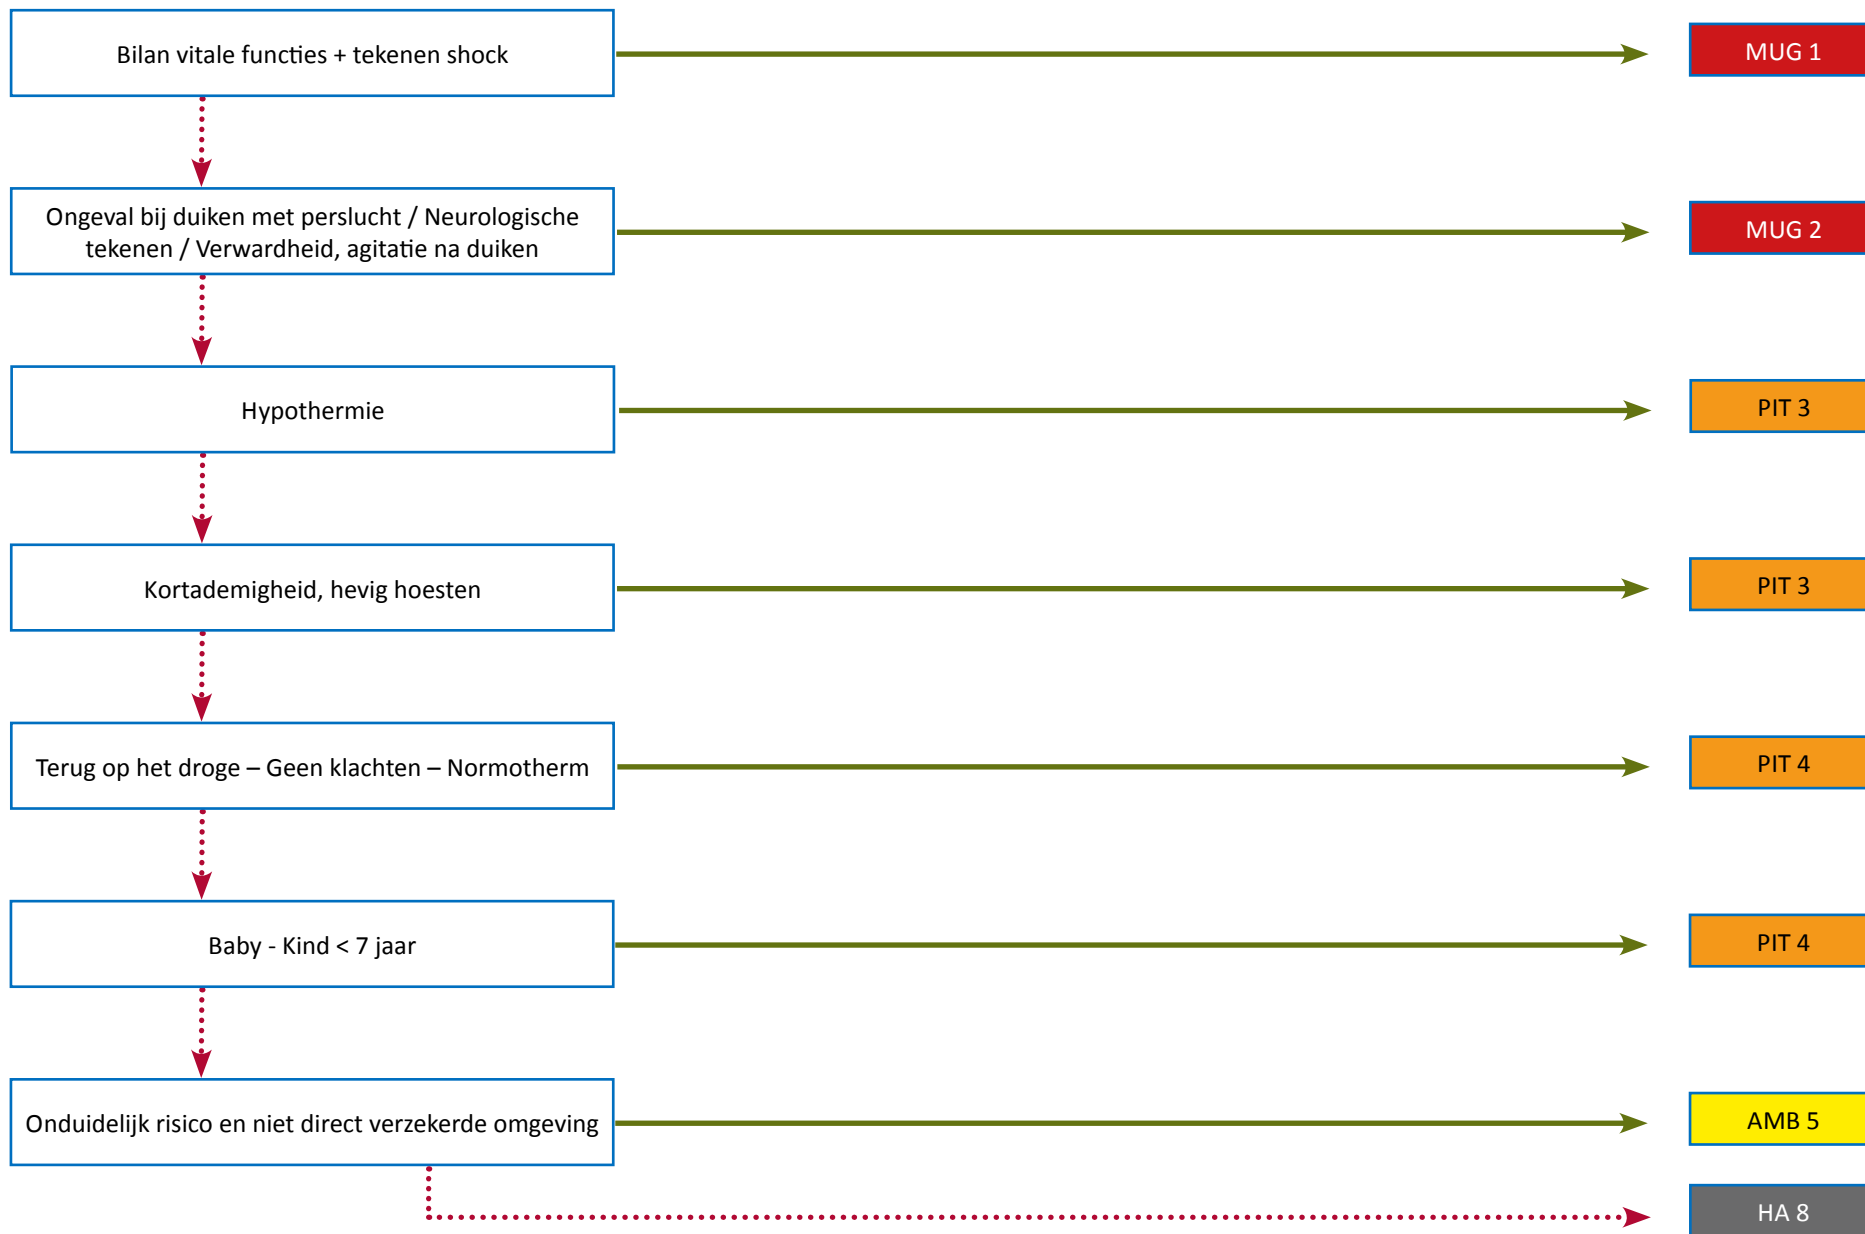 Bilan vitale functies + tekenen shock
MUG 1
Ongeval bij duiken met perslucht / Neurologische
tekenen / Verwardheid, agitatie na duiken
MUG 2
Hypothermie
PIT 3
Kortademigheid, hevig hoesten
PIT 3
Terug op het droge – Geen klachten – Normotherm
PIT 4
Baby - Kind < 7 jaar
PIT 4
Onduidelijk risico en niet direct verzekerde omgeving
AMB 5
HA 8